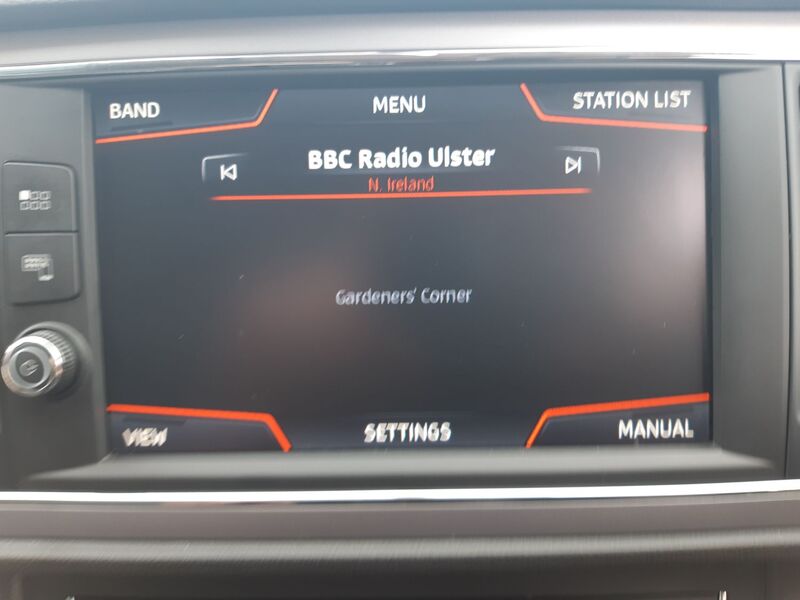 BAND
MENU
STATION LIST
BBC Radio Ulster
N. Ireland
Gardeners' Corner
VIEW
SETTINGS
MANUAL